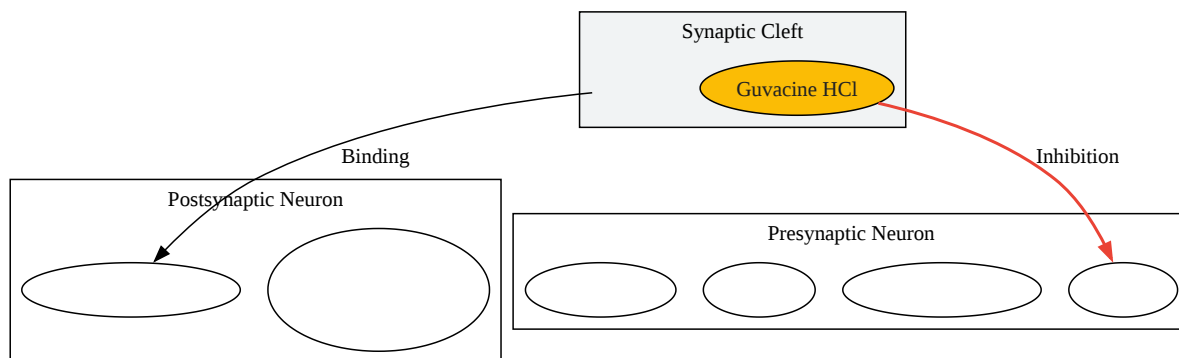 Synaptic Cleft
Guvacine HCl
Binding
Inhibition
Postsynaptic Neuron
Presynaptic Neuron